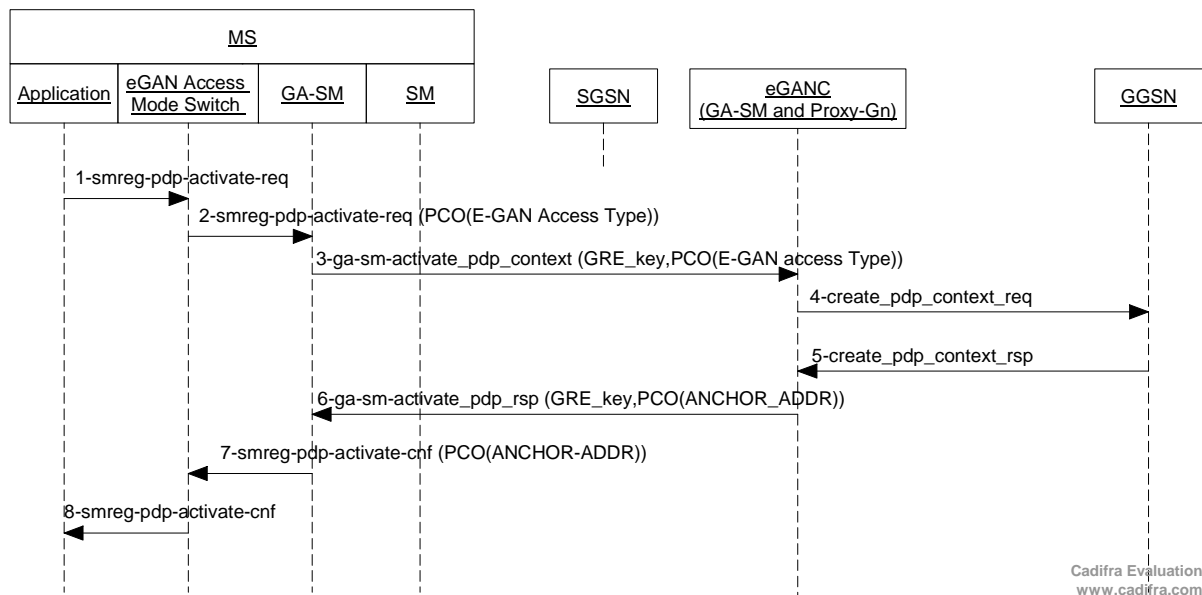 MS
Application
eGAN Access
Mode Switch
GA-SM
SM
SGSN
eGANC
(GA-SM and Proxy-Gn)
GGSN
1-smreg-pdp-activate-req
2-smreg-pdp-activate-req (PCO(E-GAN Access Type))
3-ga-sm-activate_pdp_context (GRE_key,PCO(E-GAN access Type))
4-create_pdp_context_req
5-create_pdp_context_rsp
6-ga-sm-activate_pdp_rsp (GRE_key,PCO(ANCHOR_ADDR))
7-smreg-pdp-activate-cnf (PCO(ANCHOR-ADDR))
8-smreg-pdp-activate-cnf
Cadifra Evaluation
www.cadifra.com